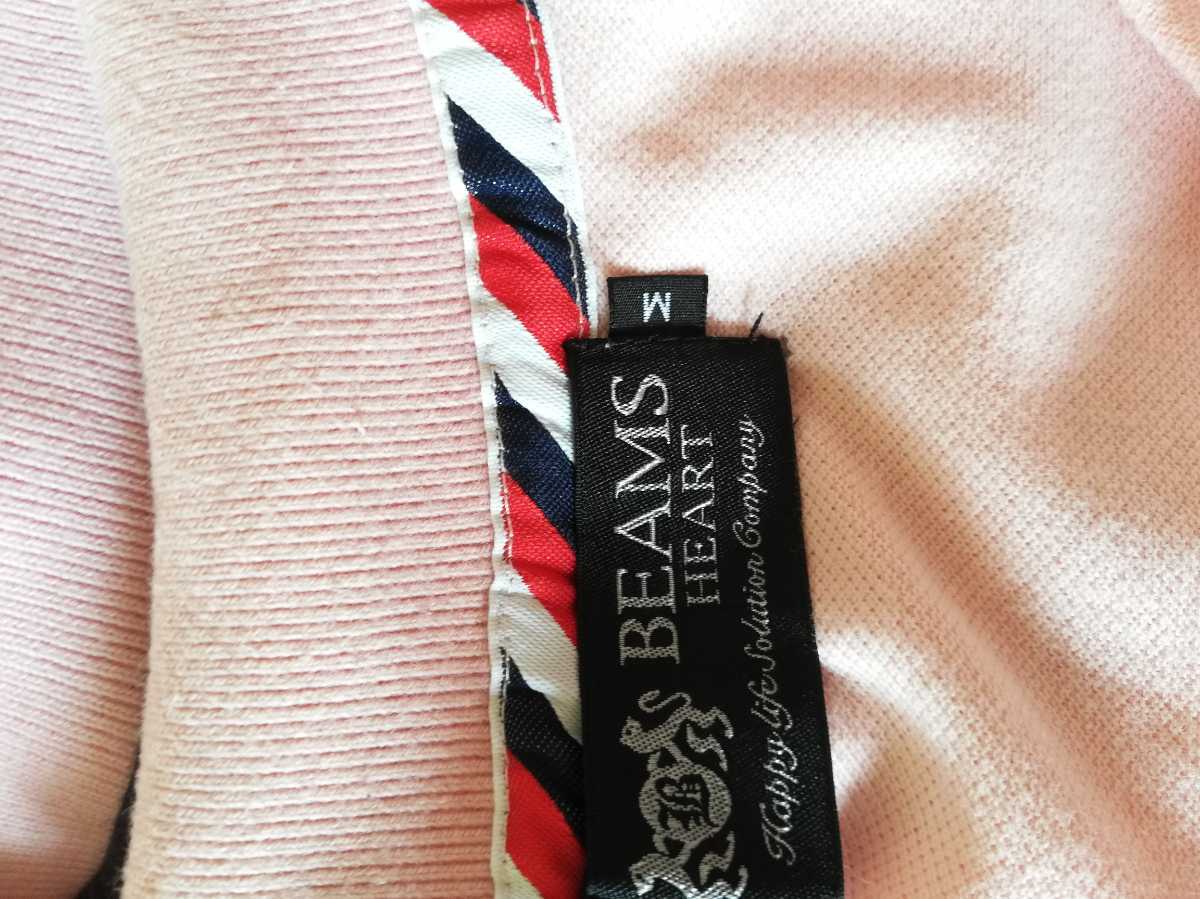 M
BEAMS
HEART
Happy Life Solution Company
B